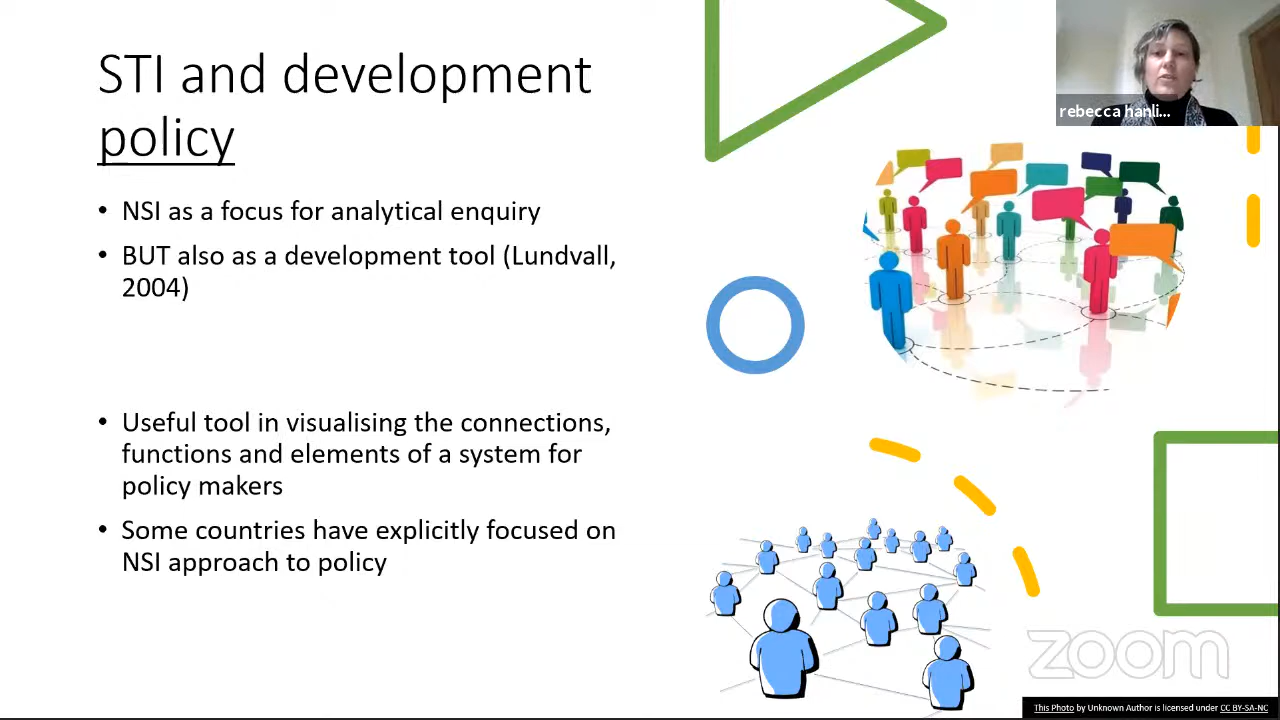 STI and development
policy
• NSI as a focus for analytical enquiry
• BUT also as a development tool (Lundvall,
2004)
• Useful tool in visualising the connections,
functions and elements of a system for
policy makers
• Some countries have explicitly focused on
NSI approach to policy
rebecca hanli...
zoom
This Photo by Unknown Author is licensed under CC BY-SA-NC